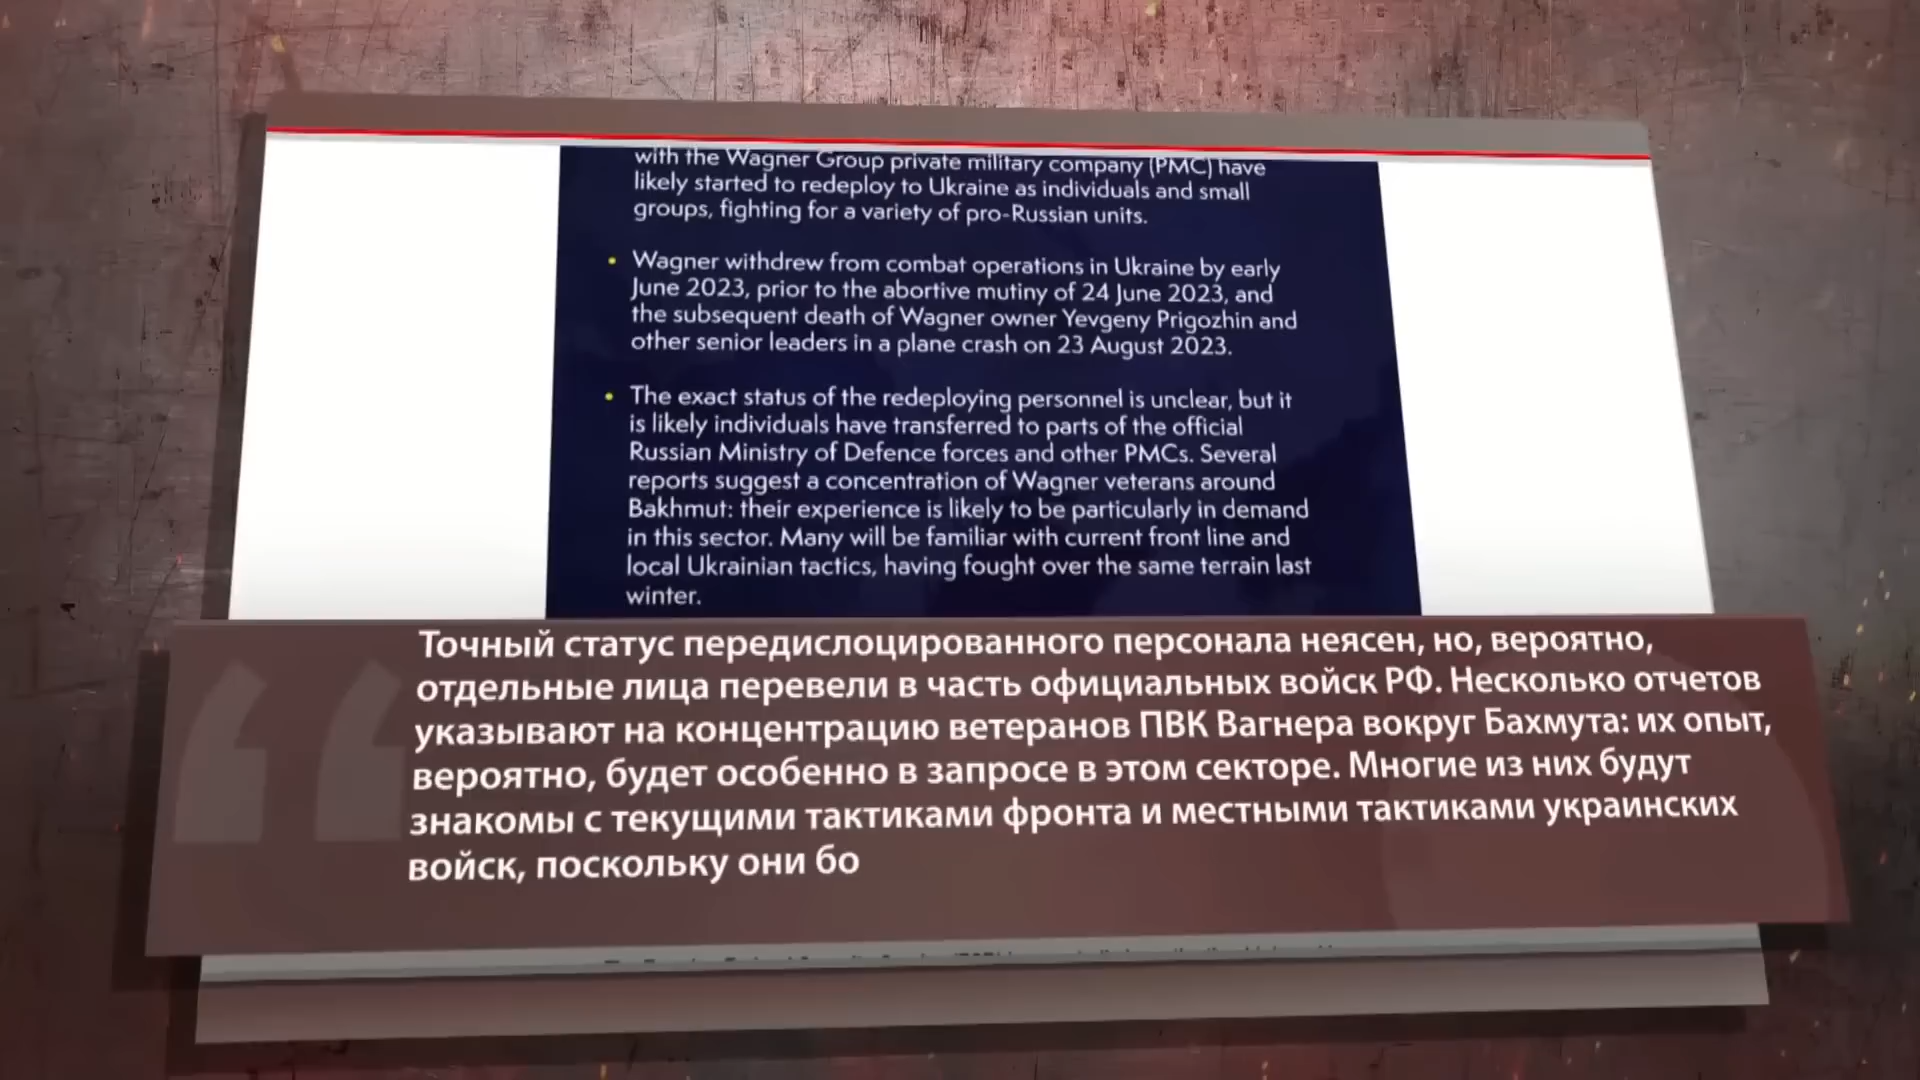 with the Wagner Group private military company (PMC) have
likely started to redeploy to Ukraine as individuals and small
groups, fighting for a variety of pro-Russian units.
• Wagner withdrew from combat operations in Ukraine by early
June 2023, prior to the abortive mutiny of 24 June 2023, and
the subsequent death of Wagner owner Yevgeny Prigozhin and
other senior leaders in a plane crash on 23 August 2023.
• The exact status of the redeploying personnel is unclear, but it
is likely individuals have transferred to parts of the official
Russian Ministry of Defence forces and other PMCs. Several
reports suggest a concentration of Wagner veterans around
Bakhmut: their experience is likely to be particularly in demand
in this sector. Many will be familiar with current front line and
local Ukrainian tactics, having fought over the same terrain last
winter.
Точный статус передислоцированного персонала неясен, но, вероятно,
отдельные лица перевели в часть официальных войск РФ. Несколько отчетов
указывают на концентрацию ветеранов ПВК Вагнера вокруг Бахмута: их опыт,
вероятно, будет особенно в запросе в этом секторе. Многие из них будут
знакомы с текущими тактиками фронта и местными тактиками украинских
войск, поскольку они бо